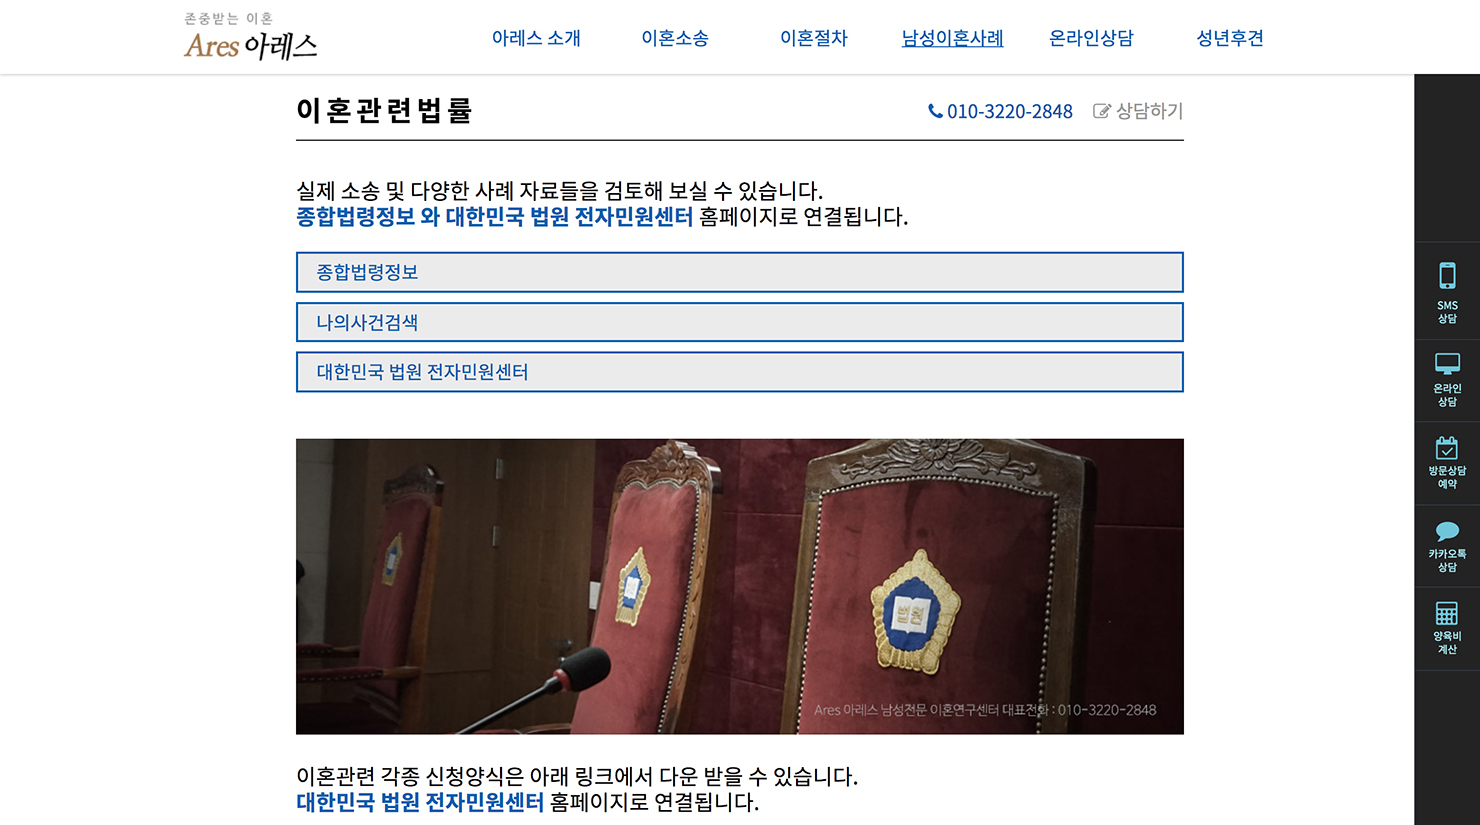 존중받는 이혼
Ares 아레스
아레스 소개
이혼소송
이혼절차
남성이혼사례
온라인상담
성년후견
이혼관련법률
010-3220-2848
상담하기
실제 소송 및 다양한 사례 자료들을 검토해 보실 수 있습니다.
종합법령정보 와 대한민국 법원 전자민원센터 홈페이지로 연결됩니다.
종합법령정보
나의사건검색
대한민국 법원 전자민원센터
법원
Ares 아레스 남성전문 이혼연구센터 대표전화 : 010-3220-2848
이혼관련 각종 신청양식은 아래 링크에서 다운 받을 수 있습니다.
대한민국 법원 전자민원센터 홈페이지로 연결됩니다.
SMS
상담
온라인
상담
방문상담
예약
카카오톡
상담
양육비
계산